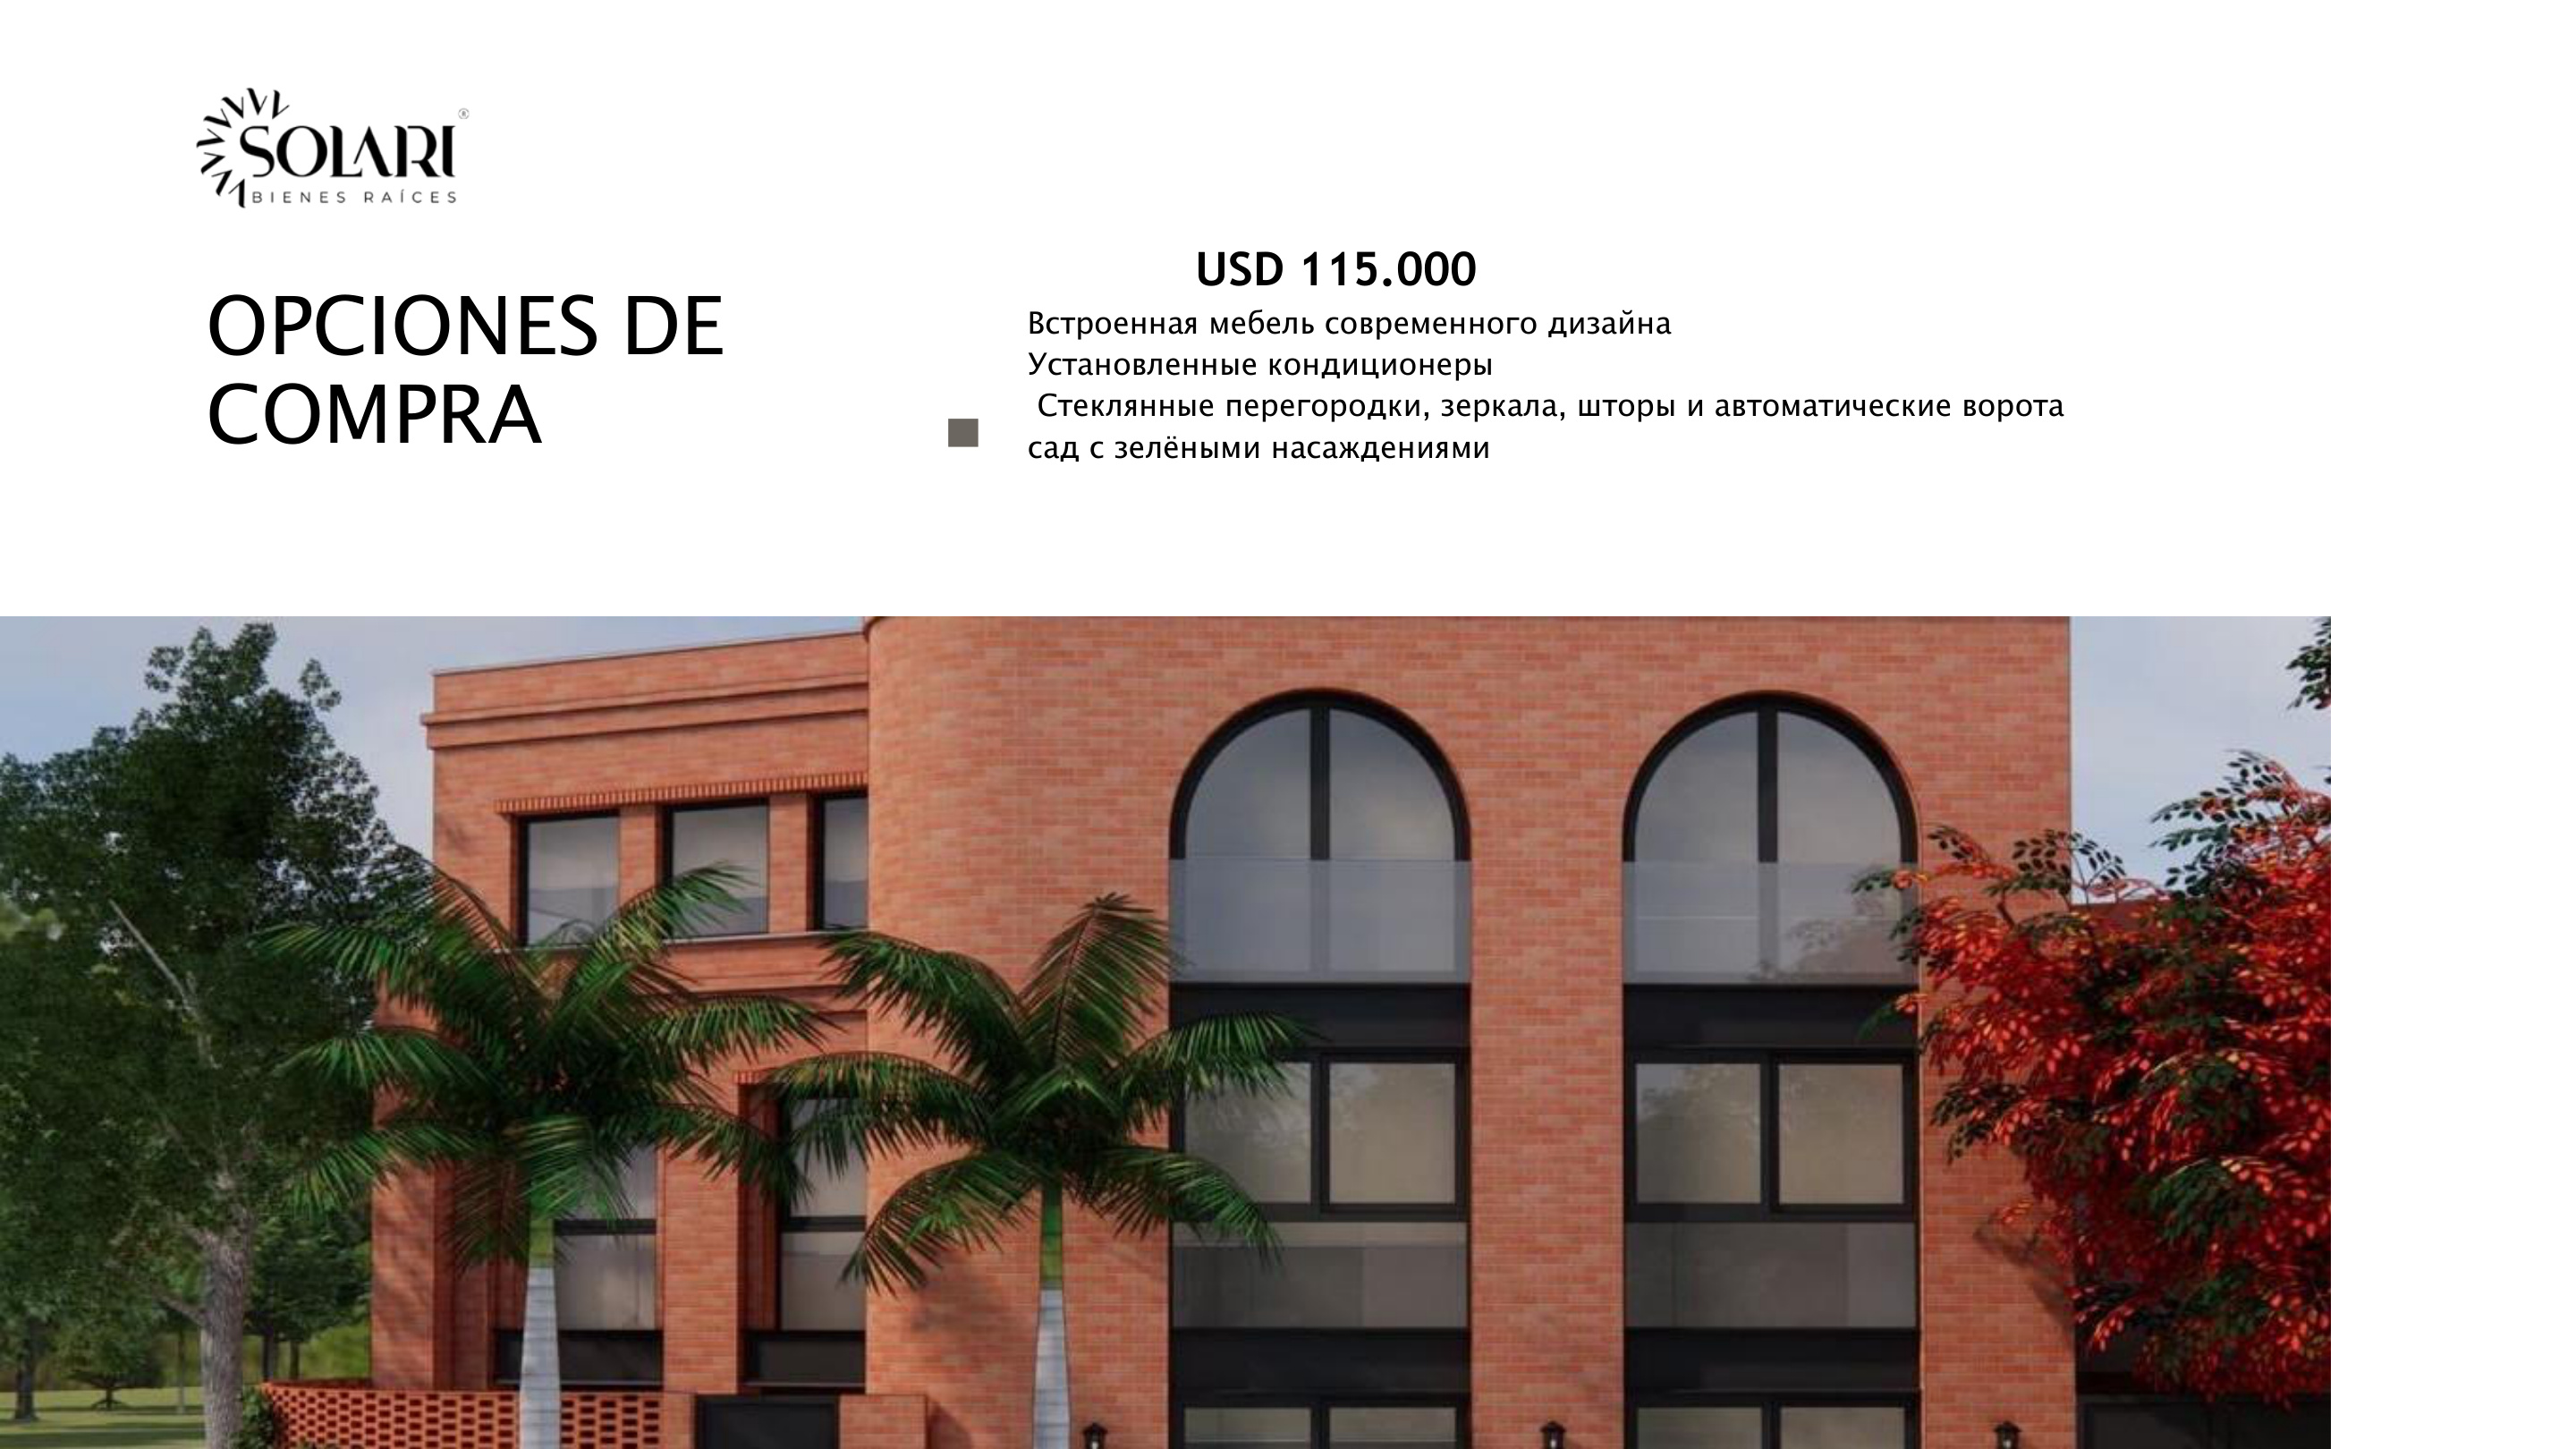 SOLARI®
BIENES RAÍCES
OPCIONES DE
COMPRA
USD 115.000
Встроенная мебель современного дизайна
Установленные кондиционеры
Стеклянные перегородки, зеркала, шторы и автоматические ворота
сад с зелёными насаждениями